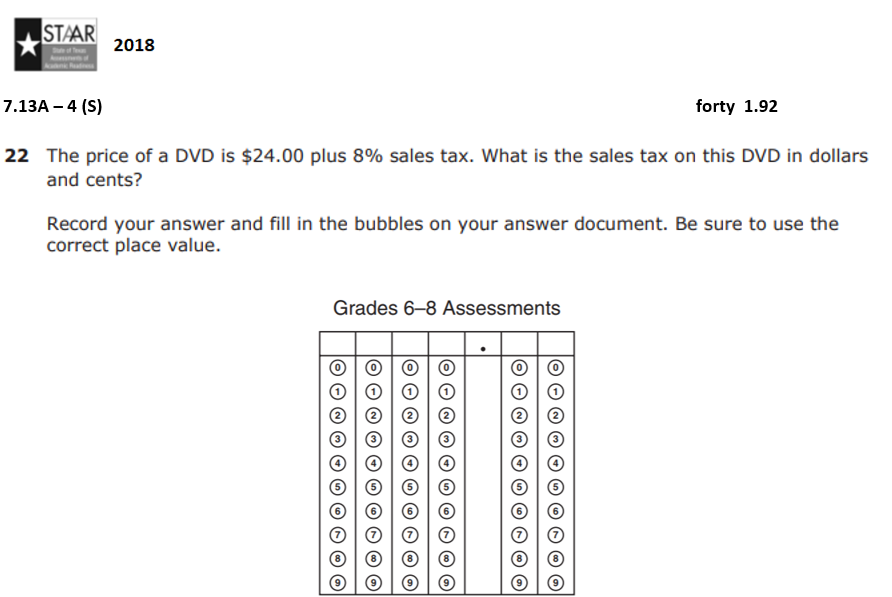 STAAR
State of Texas
Assessments of
Academic Readiness
2018
7.13A – 4 (S)
forty 1.92
22 The price of a DVD is $24.00 plus 8% sales tax. What is the sales tax on this DVD in dollars
and cents?
Record your answer and fill in the bubbles on your answer document. Be sure to use the
correct place value.
Grades 6–8 Assessments
.
0 0 0 0 0 0
1 1 1 1 1 1
2 2 2 2 2 2
3 3 3 3 3 3
4 4 4 4 4 4
5 5 5 5 5 5
6 6 6 6 6 6
7 7 7 7 7 7
8 8 8 8 8 8
9 9 9 9 9 9